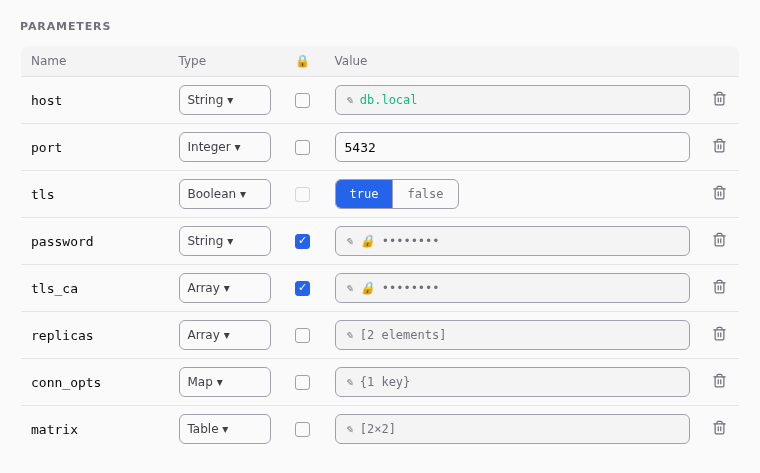 PARAMETERS
Name Type 🔒 Value
host String ▾ ✎ db.local
port Integer ▾ 5432
tls Boolean ▾ true false
password String ▾ ✓ ✎ 🔒 ••••••••
tls_ca Array ▾ ✓ ✎ 🔒 ••••••••
replicas Array ▾ ✎ [2 elements]
conn_opts Map ▾ ✎ {1 key}
matrix Table ▾ ✎ [2×2]